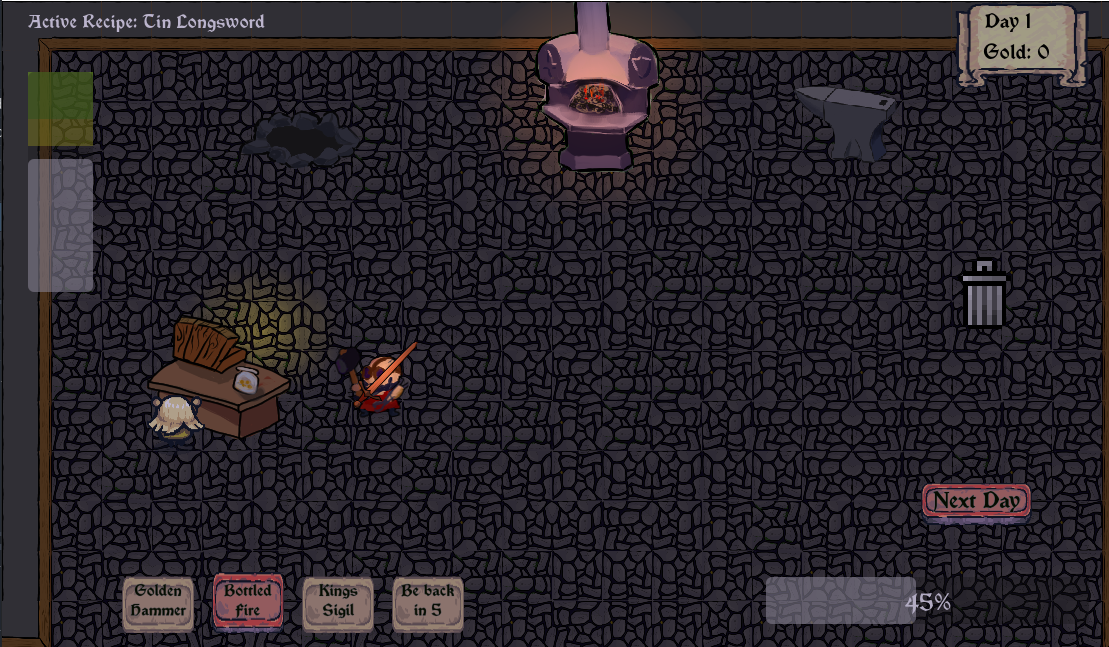 Active Recipe: Tin Longsword
Day 1
Gold: 0
Next Day
Golden
Hammer
Bottled
fire
Kings
Sigil
Be back
in 5
45%